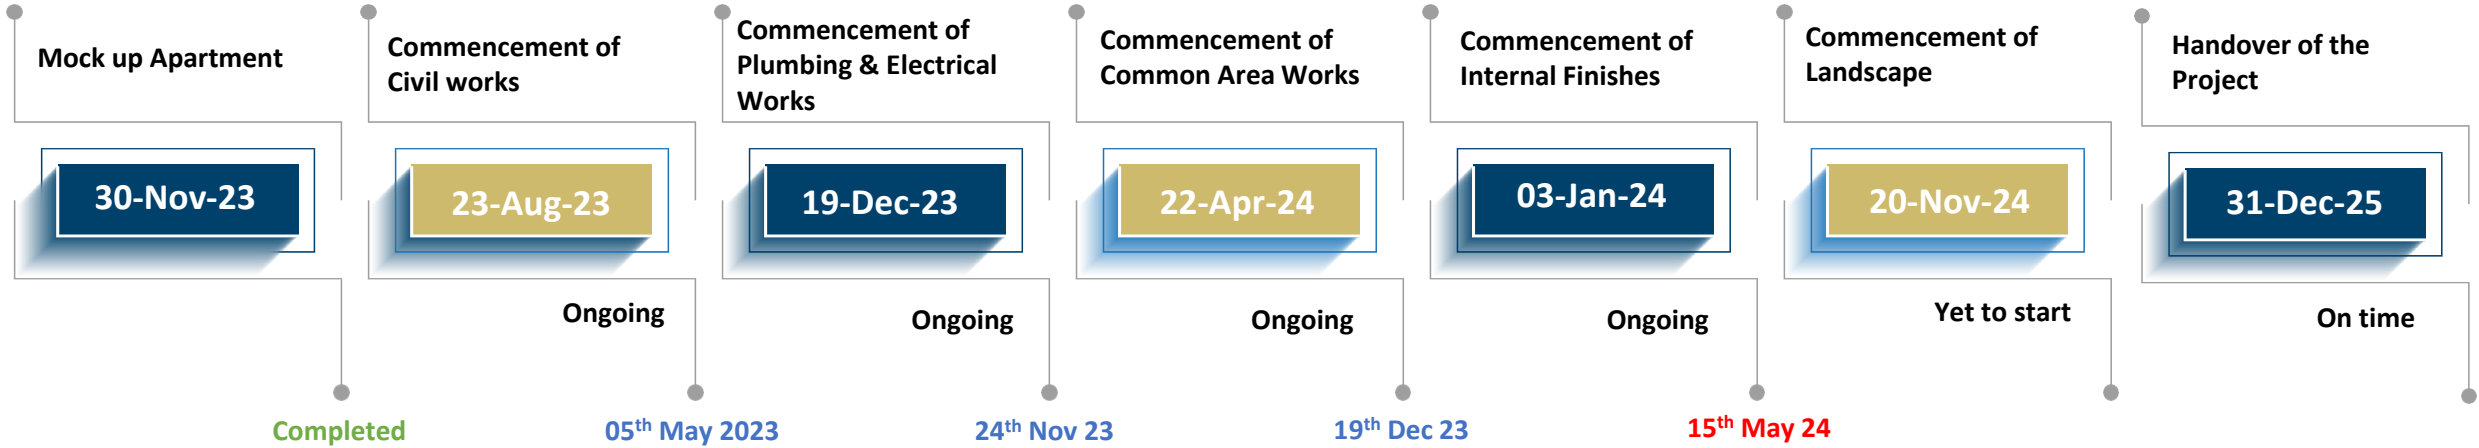 Mock up Apartment
30-Nov-23
Completed
Commencement of
Civil works
23-Aug-23
Ongoing
05th May 2023
Commencement of
Plumbing & Electrical
Works
19-Dec-23
Ongoing
24th Nov 23
Commencement of
Common Area Works
22-Apr-24
Ongoing
19th Dec 23
Commencement of
Internal Finishes
03-Jan-24
Ongoing
15th May 24
Commencement of
Landscape
20-Nov-24
Yet to start
Handover of the
Project
31-Dec-25
On time